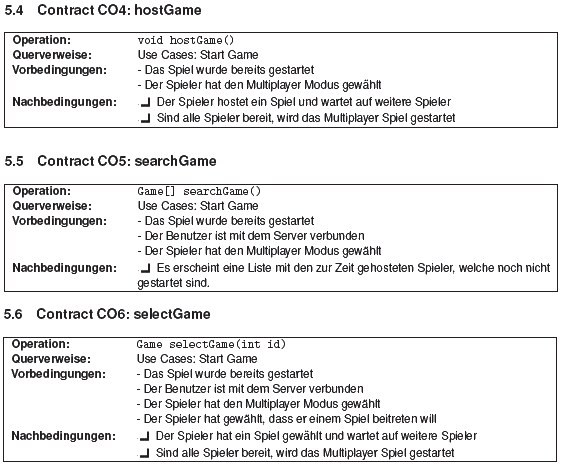 5.4 Contract CO4: hostGame
Operation: void hostGame()
Querverweise: Use Cases: Start Game
Vorbedingungen: - Das Spiel wurde bereits gestartet
- Der Spieler hat den Multiplayer Modus gewählt
Nachbedingungen: Der Spieler hostet ein Spiel und wartet auf weitere Spieler
Sind alle Spieler bereit, wird das Multiplayer Spiel gestartet
5.5 Contract CO5: searchGame
Operation: Game[] searchGame()
Querverweise: Use Cases: Start Game
Vorbedingungen: - Das Spiel wurde bereits gestartet
- Der Benutzer ist mit dem Server verbunden
- Der Spieler hat den Multiplayer Modus gewählt
Nachbedingungen: Es erscheint eine Liste mit den zur Zeit gehosteten Spieler, welche noch nicht
gestartet sind.
5.6 Contract CO6: selectGame
Operation: Game selectGame(int id)
Querverweise: Use Cases: Start Game
Vorbedingungen: - Das Spiel wurde bereits gestartet
- Der Benutzer ist mit dem Server verbunden
- Der Spieler hat den Multiplayer Modus gewählt
- Der Spieler hat gewählt, dass er einem Spiel beitreten will
Nachbedingungen: Der Spieler hat ein Spiel gewählt und wartet auf weitere Spieler
Sind alle Spieler bereit, wird das Multiplayer Spiel gestartet